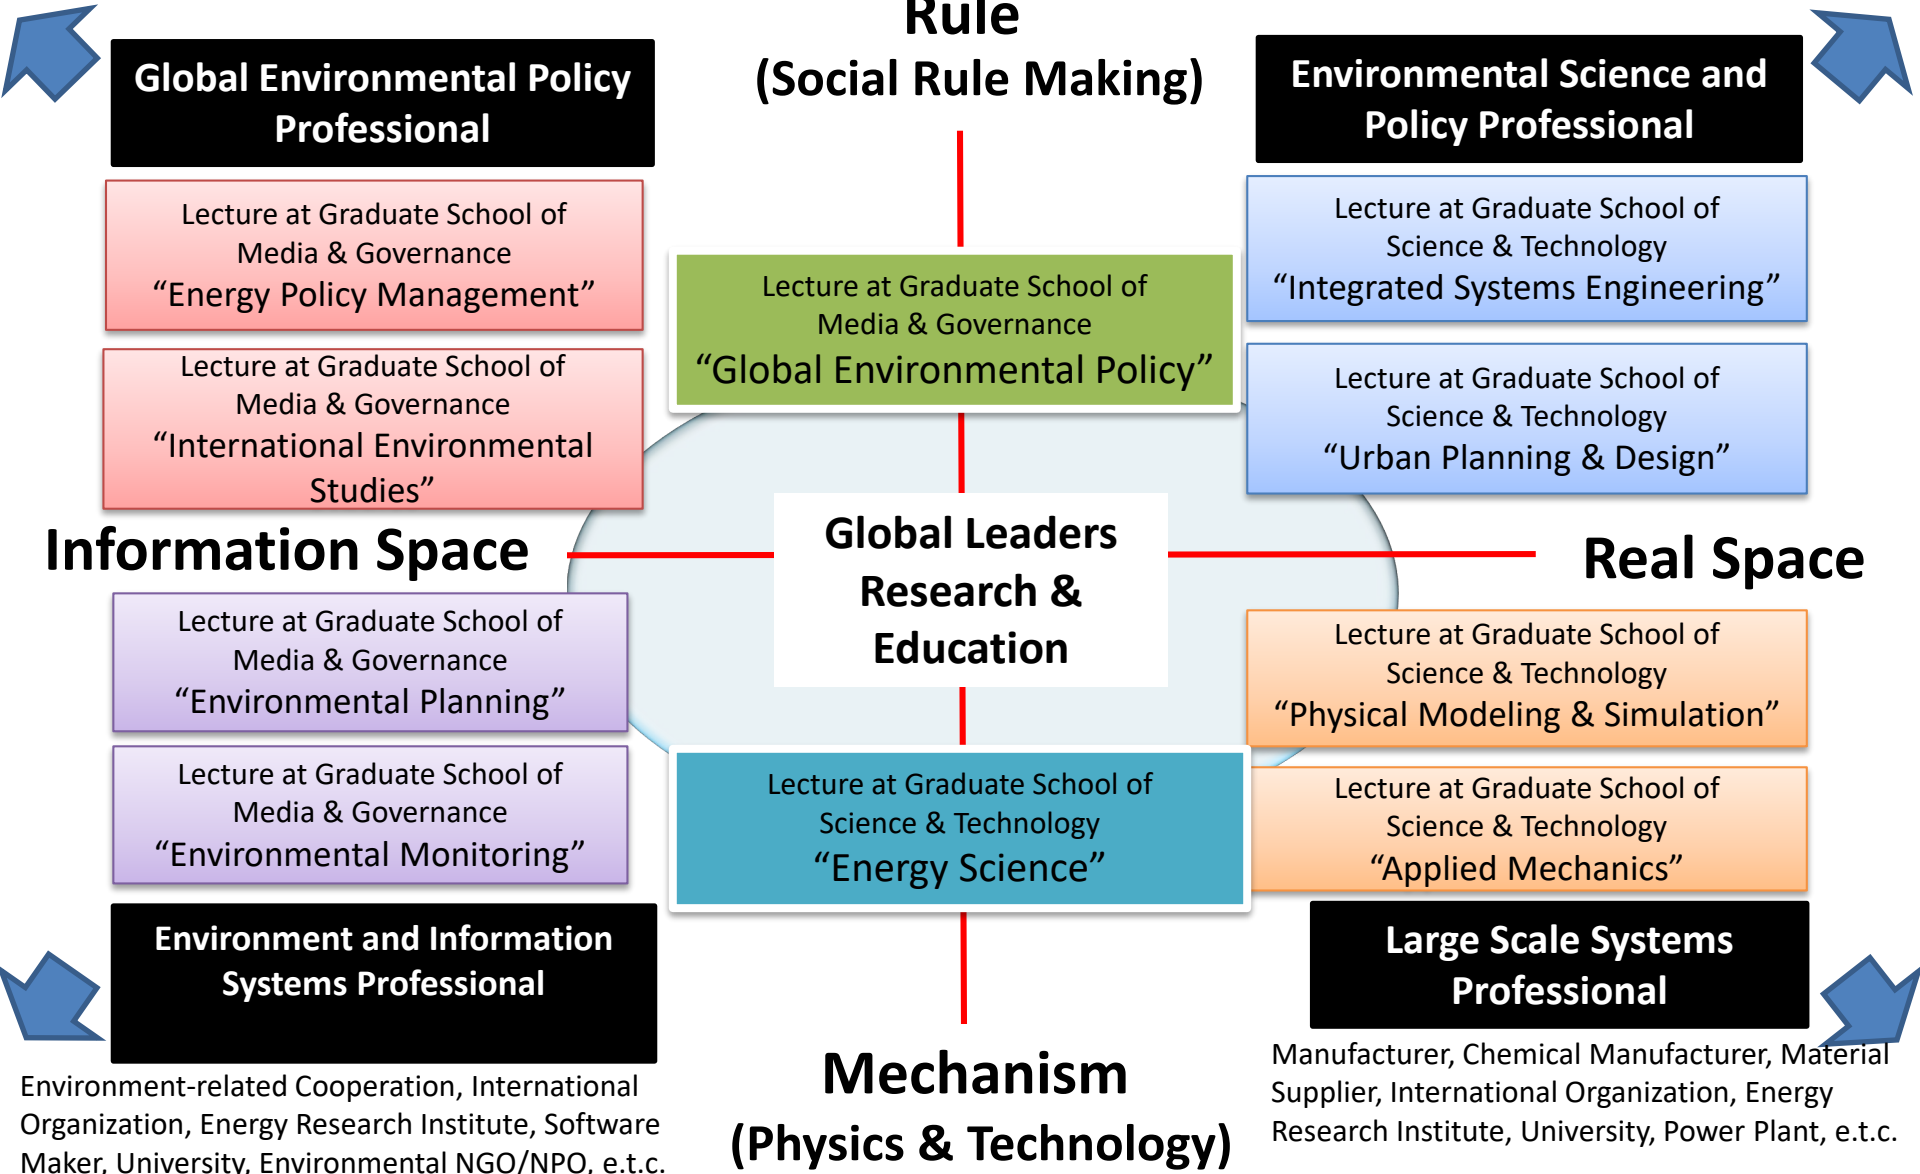 Rule
(Social Rule Making)
Global Environmental Policy
Professional
Environmental Science and
Policy Professional
Lecture at Graduate School of
Media & Governance
“Energy Policy Management”
Lecture at Graduate School of
Science & Technology
“Integrated Systems Engineering”
Lecture at Graduate School of
Media & Governance
“Global Environmental Policy”
Lecture at Graduate School of
Media & Governance
“International Environmental
Studies”
Lecture at Graduate School of
Science & Technology
“Urban Planning & Design”
Information Space
Global Leaders
Research &
Education
Real Space
Lecture at Graduate School of
Media & Governance
“Environmental Planning”
Lecture at Graduate School of
Science & Technology
“Physical Modeling & Simulation”
Lecture at Graduate School of
Media & Governance
“Environmental Monitoring”
Lecture at Graduate School of
Science & Technology
“Energy Science”
Lecture at Graduate School of
Science & Technology
“Applied Mechanics”
Environment and Information
Systems Professional
Large Scale Systems
Professional
Environment-related Cooperation, International
Organization, Energy Research Institute, Software
Maker, University, Environmental NGO/NPO, e.t.c.
Mechanism
(Physics & Technology)
Manufacturer, Chemical Manufacturer, Material
Supplier, International Organization, Energy
Research Institute, University, Power Plant, e.t.c.